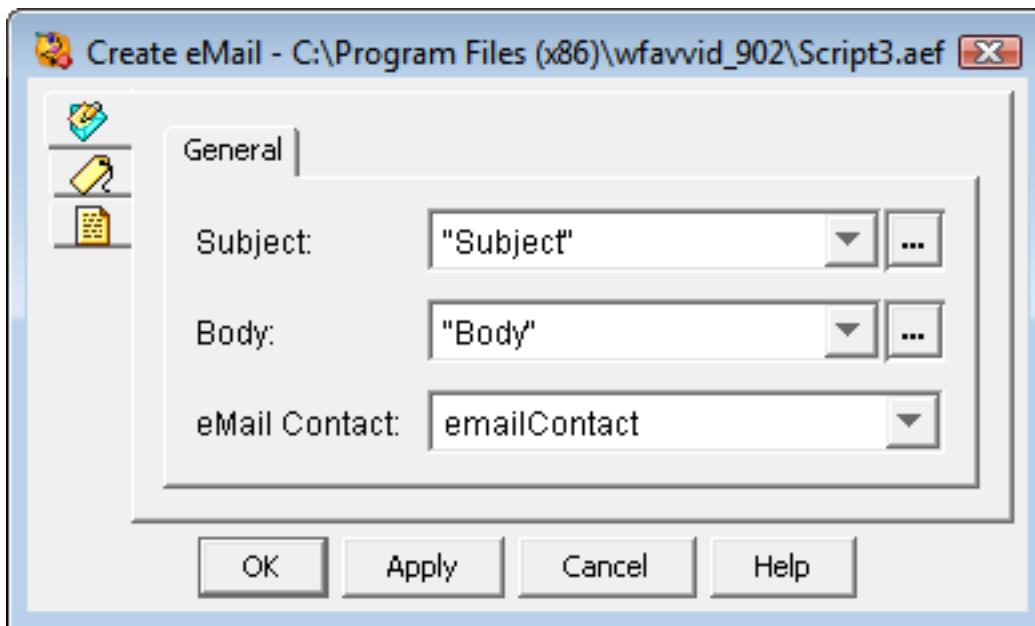 Create eMail - C:\Program Files (x86)\wfavvid_902\Script3.aef
General
Subject: "Subject" ...
Body: "Body" ...
eMail Contact: emailContact
OK Apply Cancel Help